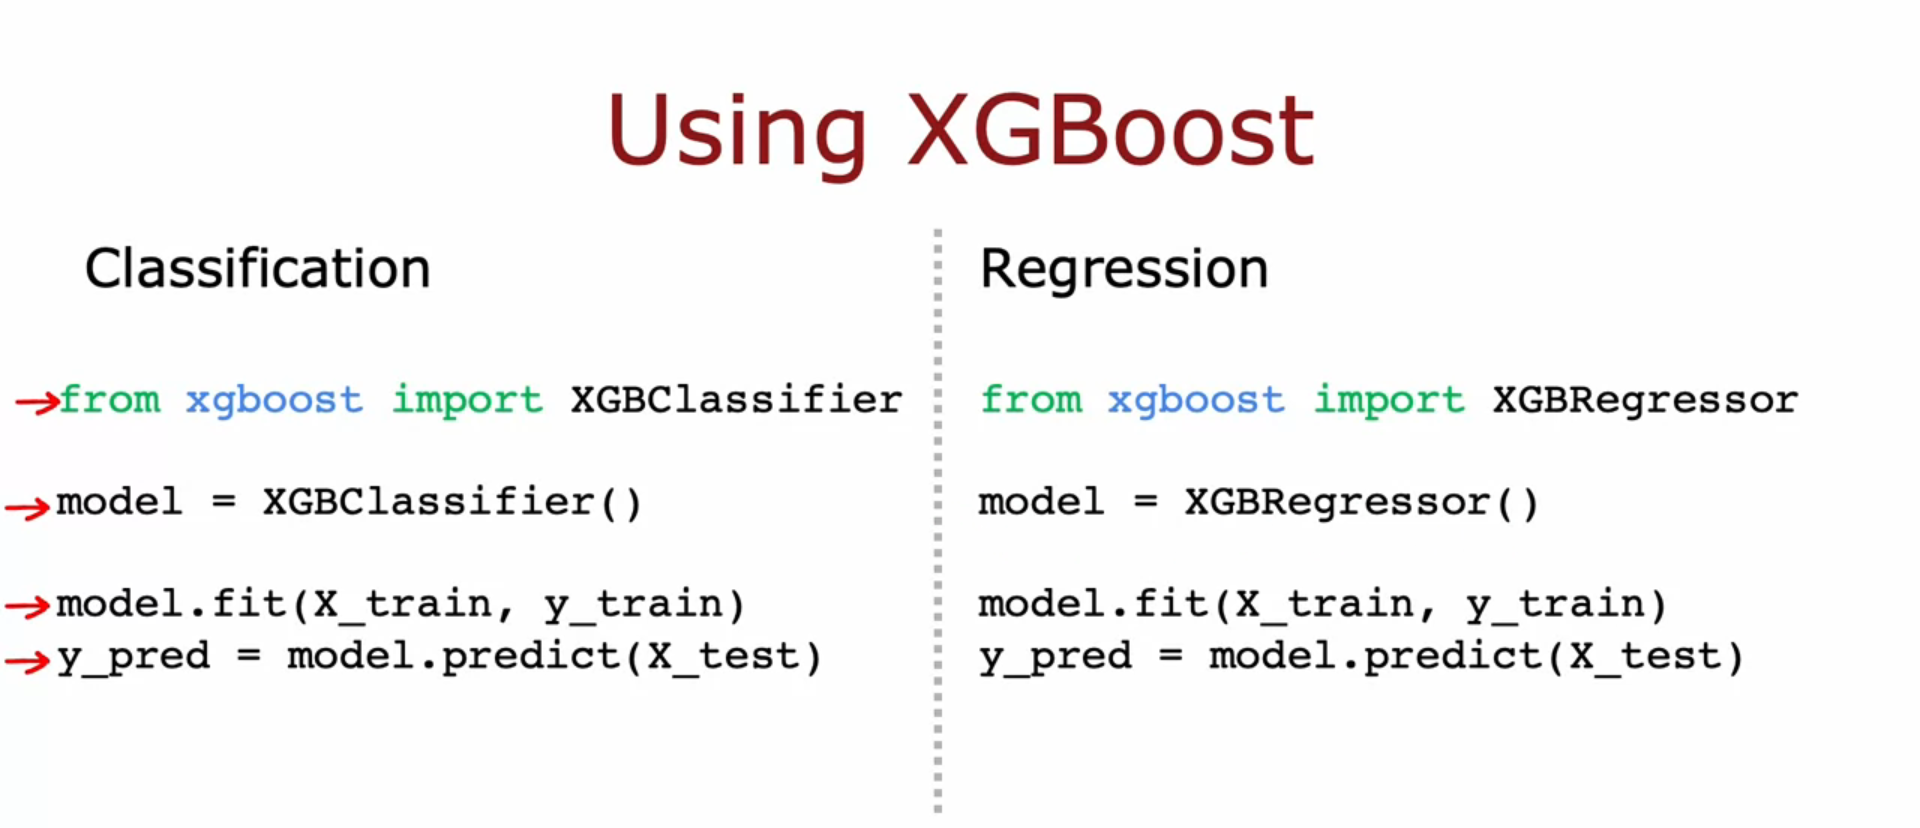 Using XGBoost
Classification
from xgboost import XGBClassifier
model = XGBClassifier()
model.fit(X_train, y_train)
y_pred = model.predict(X_test)
Regression
from xgboost import XGBRegressor
model = XGBRegressor()
model.fit(X_train, y_train)
y_pred = model.predict(X_test)